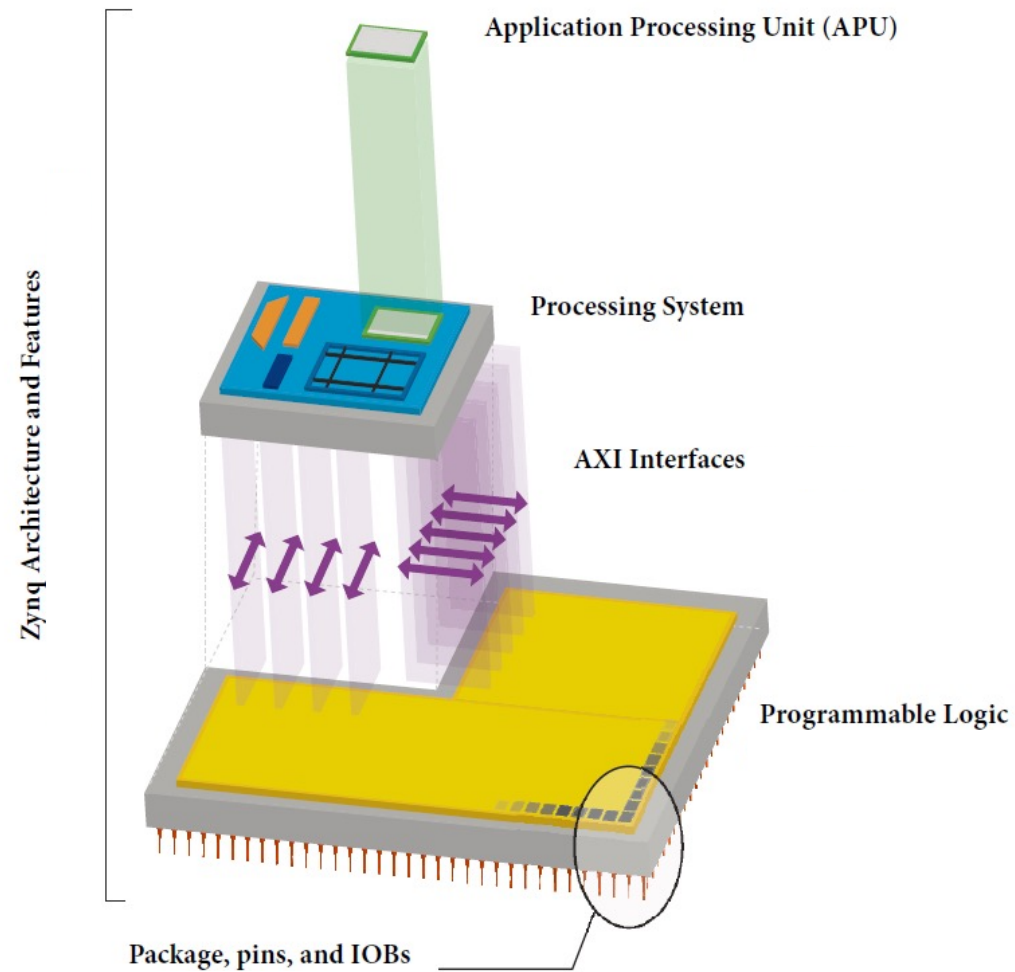 Application Processing Unit (APU)
Processing System
AXI Interfaces
Zynq Architecture and Features
Programmable Logic
Package, pins, and IOBs